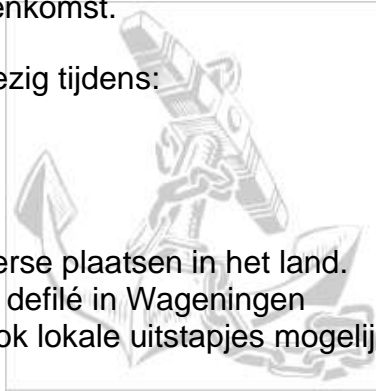 enkomst.
ezig tijdens:
erse plaatsen in het land.
defilé in Wageningen
ok lokale uitstapjes mogelij